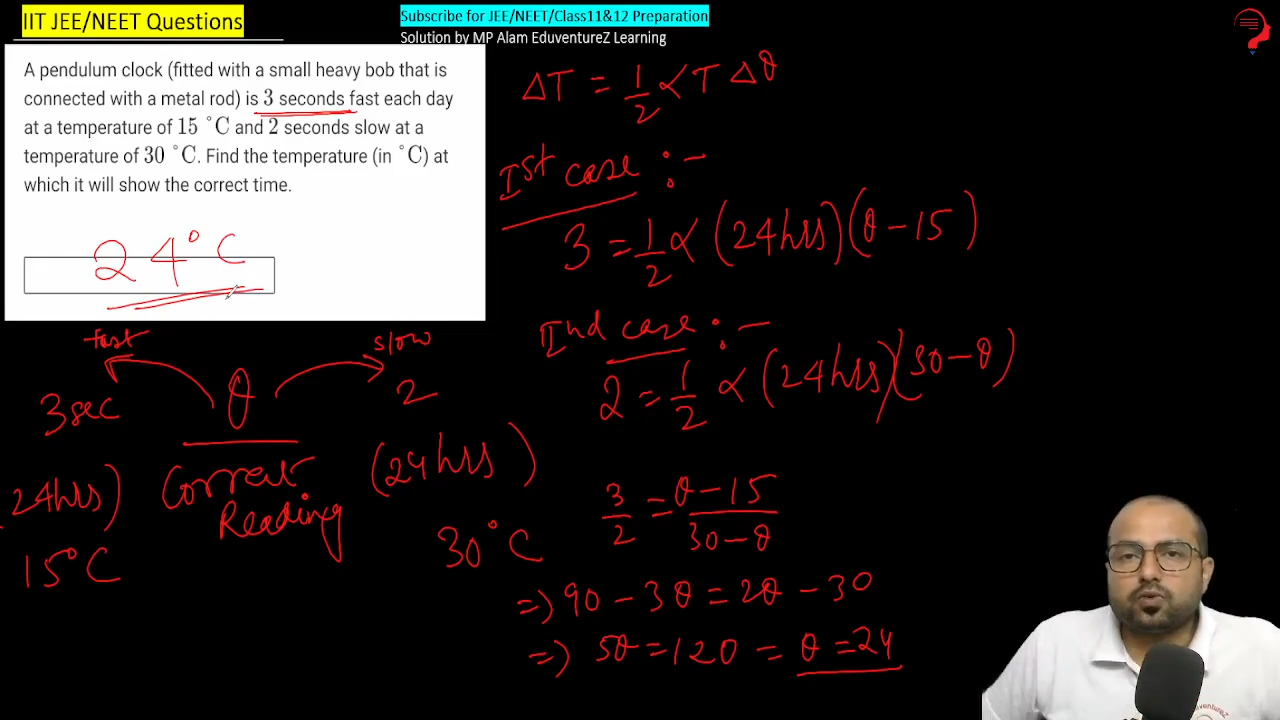 IIT JEE/NEET Questions
Subscribe for JEE/NEET/Class11&12 Preparation
Solution by MP Alam EduventureZ Learning
A pendulum clock (fitted with a small heavy bob that is
connected with a metal rod) is 3 seconds fast each day
at a temperature of 15 °C and 2 seconds slow at a
temperature of 30 °C. Find the temperature (in °C) at
which it will show the correct time.
24°C
fast
slow
3sec
θ
2
(24hrs)
Correct
Reading
(24hrs)
15°C
30°C
ΔT = 1/2 α T Δθ
Ist case :-
3 = 1/2 α (24hrs)(θ-15)
IInd case :-
2 = 1/2 α (24hrs)(30-θ)
3/2 = θ-15/30-θ
=> 90 - 3θ = 2θ - 30
=> 5θ = 120 = θ = 24